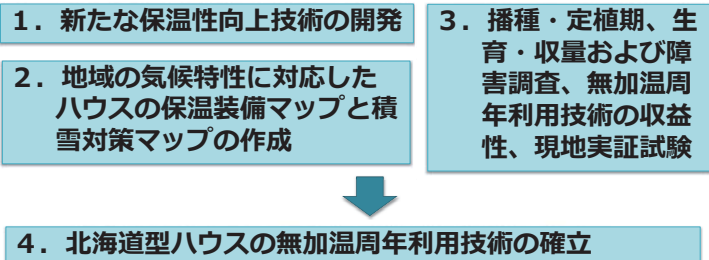 １．新たな保温性向上技術の開発
２．地域の気候特性に対応した
ハウスの保温装備マップと積
雪対策マップの作成
３．播種・定植期、生
育・収量および障
害調査、無加温周
年利用技術の収益
性、現地実証試験
４．北海道型ハウスの無加温周年利用技術の確立